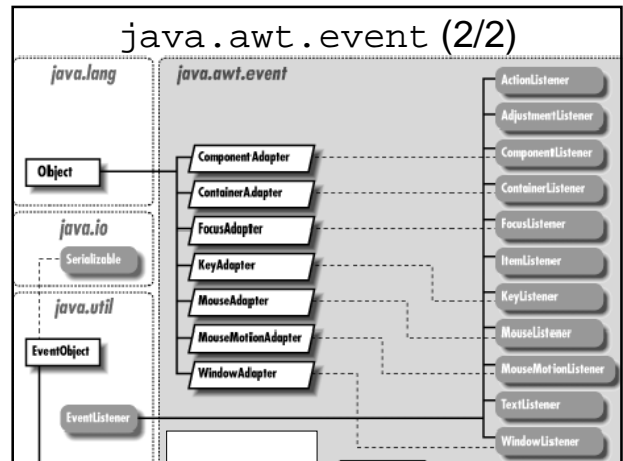 java.awt.event (2/2)
java.lang
java.awt.event
Object
java.io
Serializable
java.util
EventObject
EventListener
ComponentAdapter
ContainerAdapter
FocusAdapter
KeyAdapter
MouseAdapter
MouseMotionAdapter
WindowAdapter
ActionListener
AdjustmentListener
ComponentListener
ContainerListener
FocusListener
ItemListener
KeyListener
MouseListener
MouseMotionListener
TextListener
WindowListener